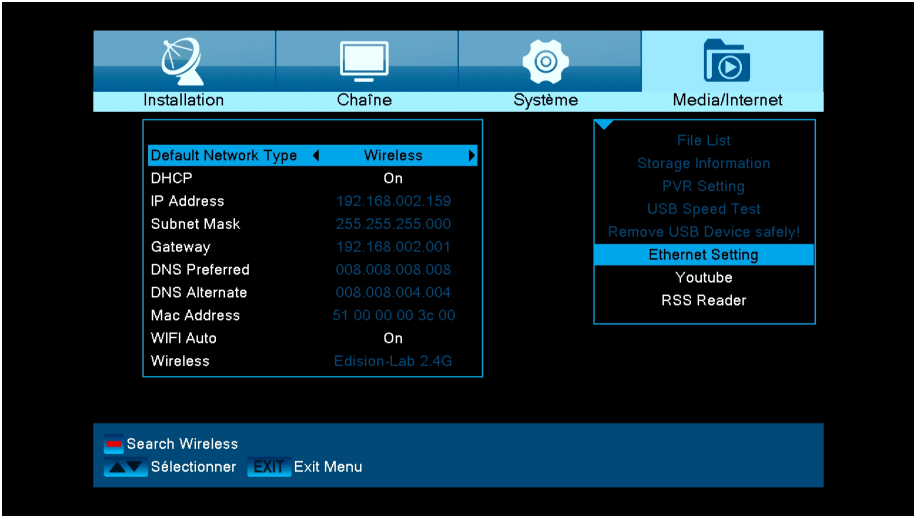 Installation
Chaîne
Système
Media/Internet
Default Network Type Wireless
DHCP On
IP Address 192.168.002.159
Subnet Mask 255.255.255.000
Gateway 192.168.002.001
DNS Preferred 008.008.008.008
DNS Alternate 008.008.004.004
Mac Address 51 00 00 00 3c 00
WIFI Auto On
Wireless Edision-Lab 2.4G
File List
Storage Information
PVR Setting
USB Speed Test
Remove USB Device safely!
Ethernet Setting
Youtube
RSS Reader
Search Wireless
Sélectionner EXIT Exit Menu